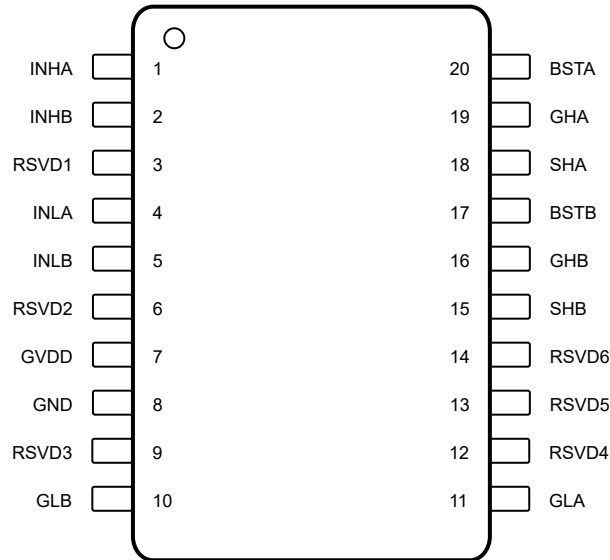 INHA 1 20 BSTA
INHB 2 19 GHA
RSVD1 3 18 SHA
INLA 4 17 BSTB
INLB 5 16 GHB
RSVD2 6 15 SHB
GVDD 7 14 RSVD6
GND 8 13 RSVD5
RSVD3 9 12 RSVD4
GLB 10 11 GLA